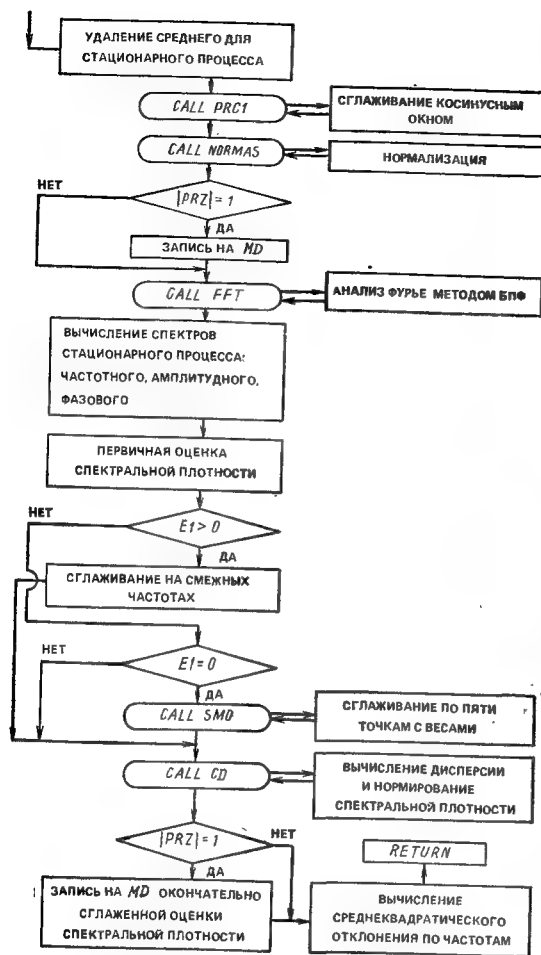 УДАЛЕНИЕ СРЕДНЕГО ДЛЯ
СТАЦИОНАРНОГО ПРОЦЕССА
CALL PRC1
СГЛАЖИВАНИЕ КОСИНУСНЫМ
ОКНОМ
CALL NORMAS
НОРМАЛИЗАЦИЯ
НЕТ
|PRZ|=1
ДА
ЗАПИСЬ НА MD
CALL FFT
АНАЛИЗ ФУРЬЕ МЕТОДОМ БПФ
ВЫЧИСЛЕНИЕ СПЕКТРОВ
СТАЦИОНАРНОГО ПРОЦЕССА:
ЧАСТОТНОГО, АМПЛИТУДНОГО,
ФАЗОВОГО
ПЕРВИЧНАЯ ОЦЕНКА
СПЕКТРАЛЬНОЙ ПЛОТНОСТИ
НЕТ
E1>0
ДА
СГЛАЖИВАНИЕ НА СМЕЖНЫХ
ЧАСТОТАХ
НЕТ
E1=0
ДА
CALL SMO
СГЛАЖИВАНИЕ ПО ПЯТИ
ТОЧКАМ С ВЕСАМИ
CALL CD
ВЫЧИСЛЕНИЕ ДИСПЕРСИИ
И НОРМИРОВАНИЕ
СПЕКТРАЛЬНОЙ ПЛОТНОСТИ
|PRZ|=1
НЕТ
ДА
RETURN
ЗАПИСЬ НА MD ОКОНЧАТЕЛЬНО
СГЛАЖЕННОЙ ОЦЕНКИ
СПЕКТРАЛЬНОЙ ПЛОТНОСТИ
ВЫЧИСЛЕНИЕ
СРЕДНЕКВАДРАТИЧЕСКОГО
ОТКЛОНЕНИЯ ПО ЧАСТОТАМ